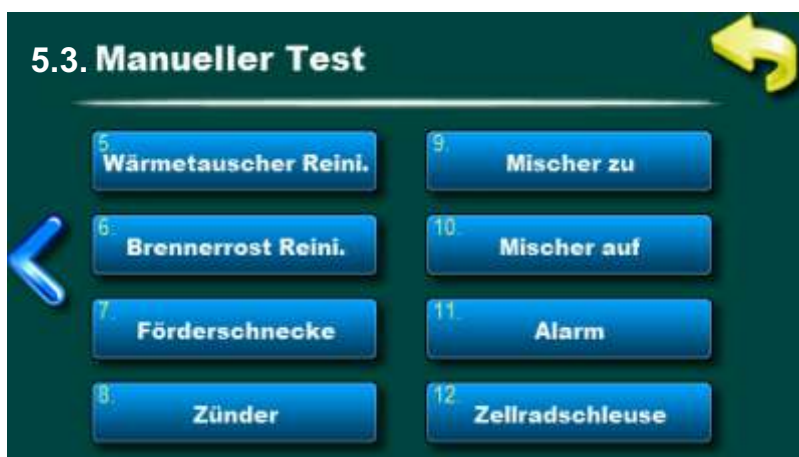 5.3. Manueller Test
5.
Wärmetauscher Reini.
6.
Brennerrost Reini.
7.
Förderschnecke
8.
Zünder
9.
Mischer zu
10.
Mischer auf
11.
Alarm
12.
Zellradschleuse